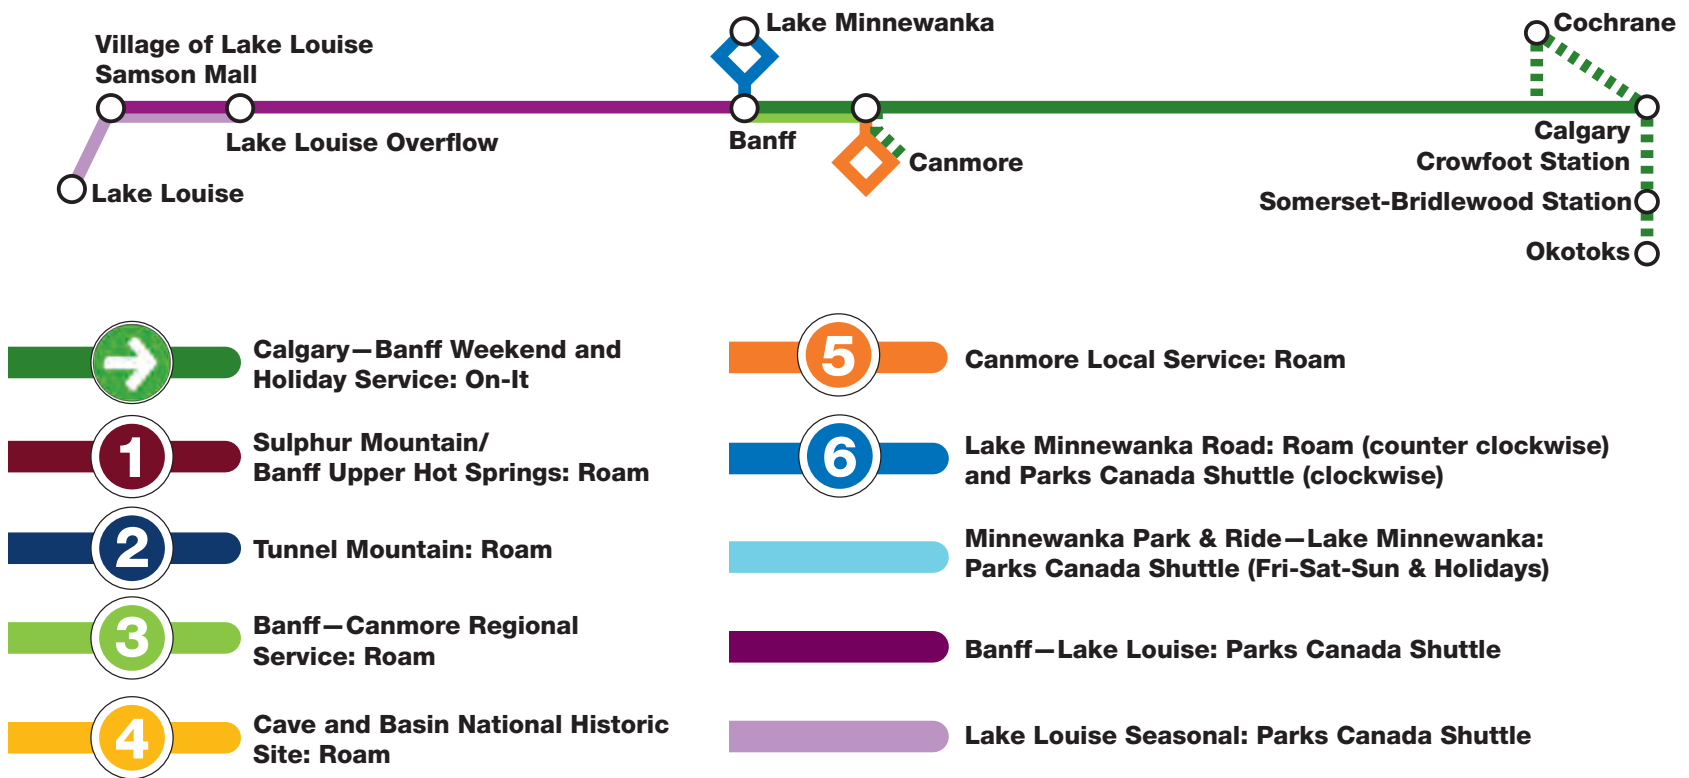 Village of Lake Louise
Samson Mall
Lake Minnewanka
Cochrane
Lake Louise Overflow
Banff
Canmore
Calgary
Crowfoot Station
Lake Louise
Somerset-Bridlewood Station
Okotoks
Calgary—Banff Weekend and
Holiday Service: On-It
1
Sulphur Mountain/
Banff Upper Hot Springs: Roam
2
Tunnel Mountain: Roam
3
Banff—Canmore Regional
Service: Roam
4
Cave and Basin National Historic
Site: Roam
5
Canmore Local Service: Roam
6
Lake Minnewanka Road: Roam (counter clockwise)
and Parks Canada Shuttle (clockwise)
Minnewanka Park & Ride—Lake Minnewanka:
Parks Canada Shuttle (Fri-Sat-Sun & Holidays)
Banff—Lake Louise: Parks Canada Shuttle
Lake Louise Seasonal: Parks Canada Shuttle